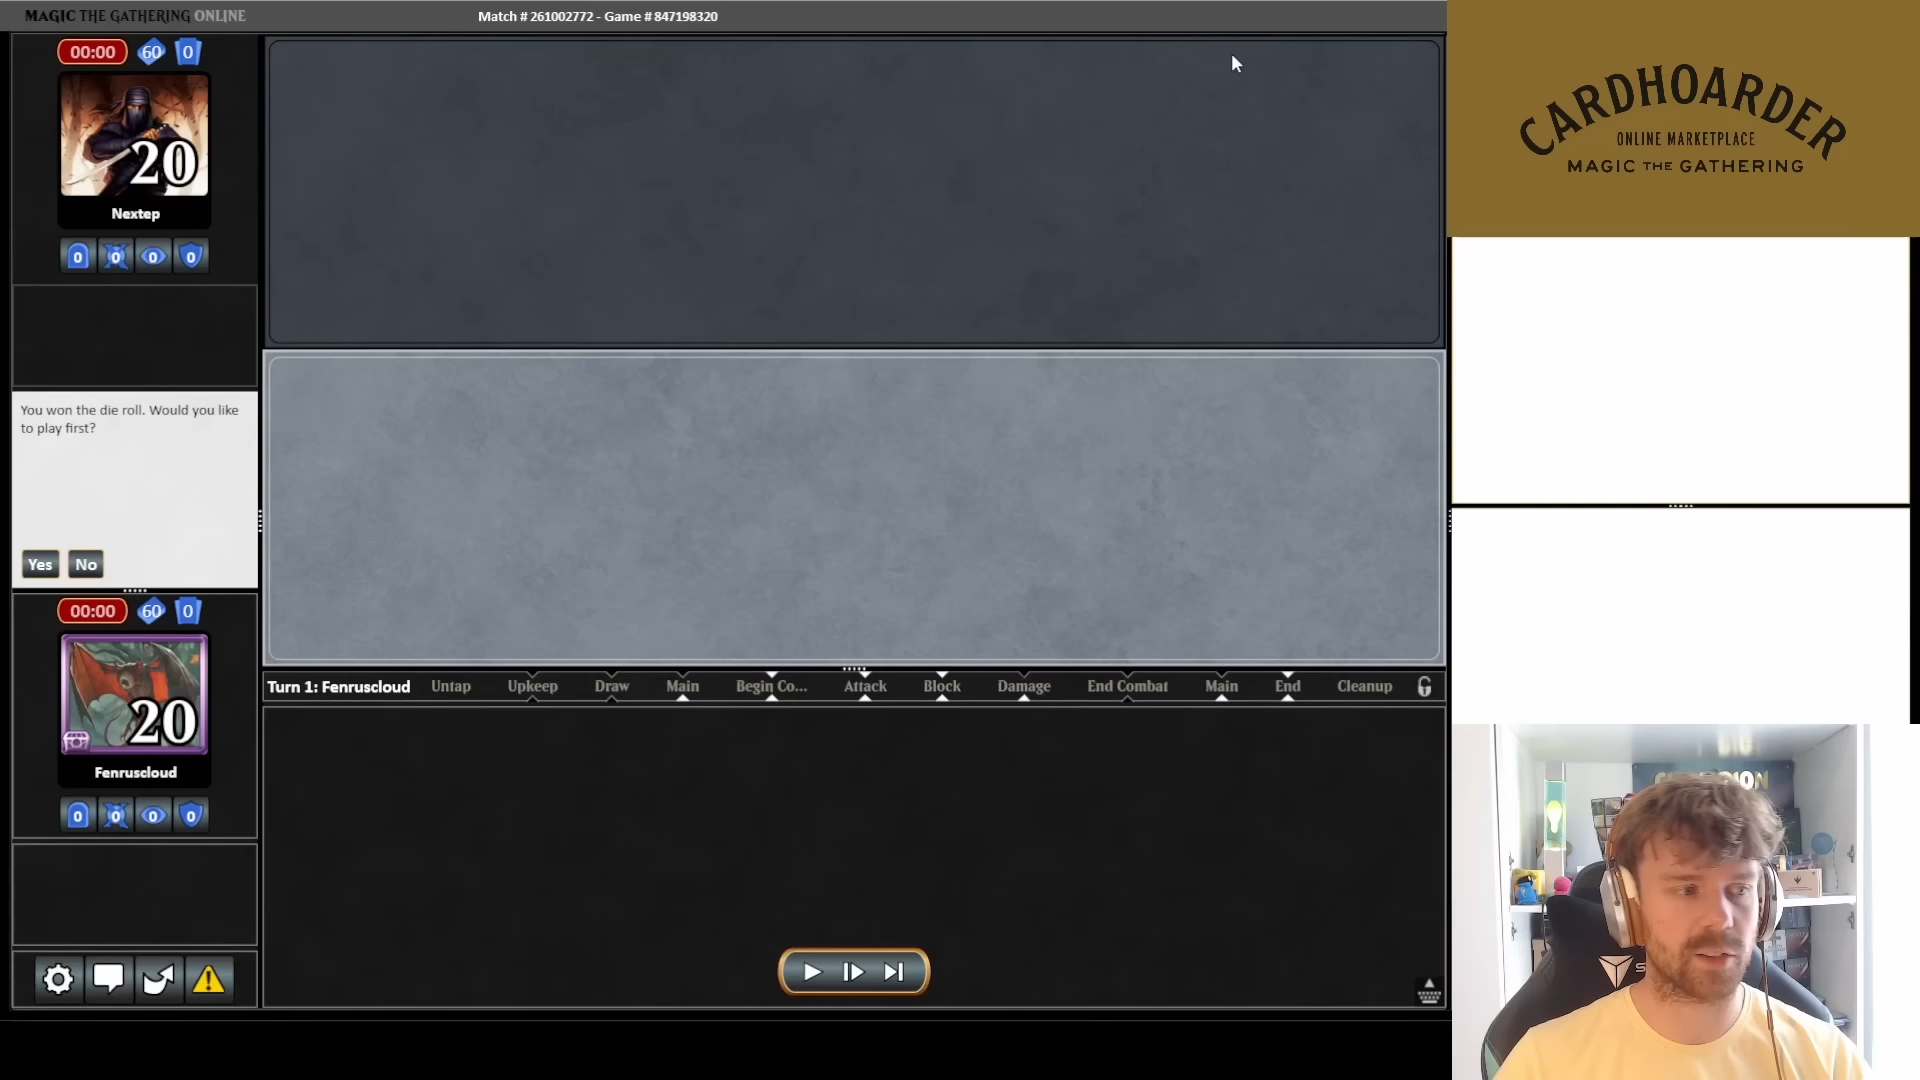 MAGIC THE GATHERING ONLINE
Match # 261002772 - Game # 847198320
00:00 60 0
20
Nextep
0 0 0 0
You won the die roll. Would you like
to play first?
Yes No
00:00 60 0
20
Fenruscloud
0 0 0 0
Turn 1: Fenruscloud Untap Upkeep Draw Main Begin Co... Attack Block Damage End Combat Main End Cleanup
CARDHOARDER
ONLINE MARKETPLACE
MAGIC THE GATHERING